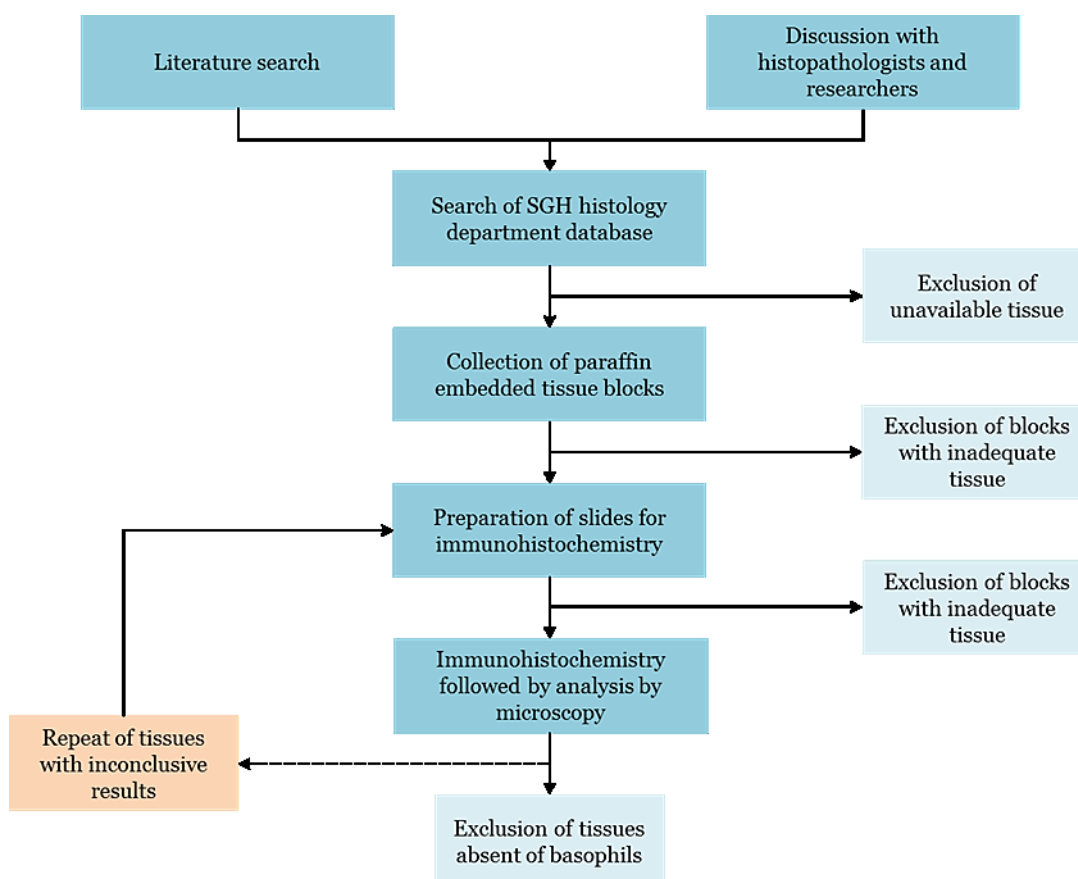 Literature search
Discussion with
histopathologists and
researchers
Search of SGH histology
department database
Exclusion of
unavailable tissue
Collection of paraffin
embedded tissue blocks
Exclusion of blocks
with inadequate
tissue
Preparation of slides for
immunohistochemistry
Exclusion of blocks
with inadequate
tissue
Immunohistochemistry
followed by analysis by
microscopy
Repeat of tissues
with inconclusive
results
Exclusion of tissues
absent of basophils